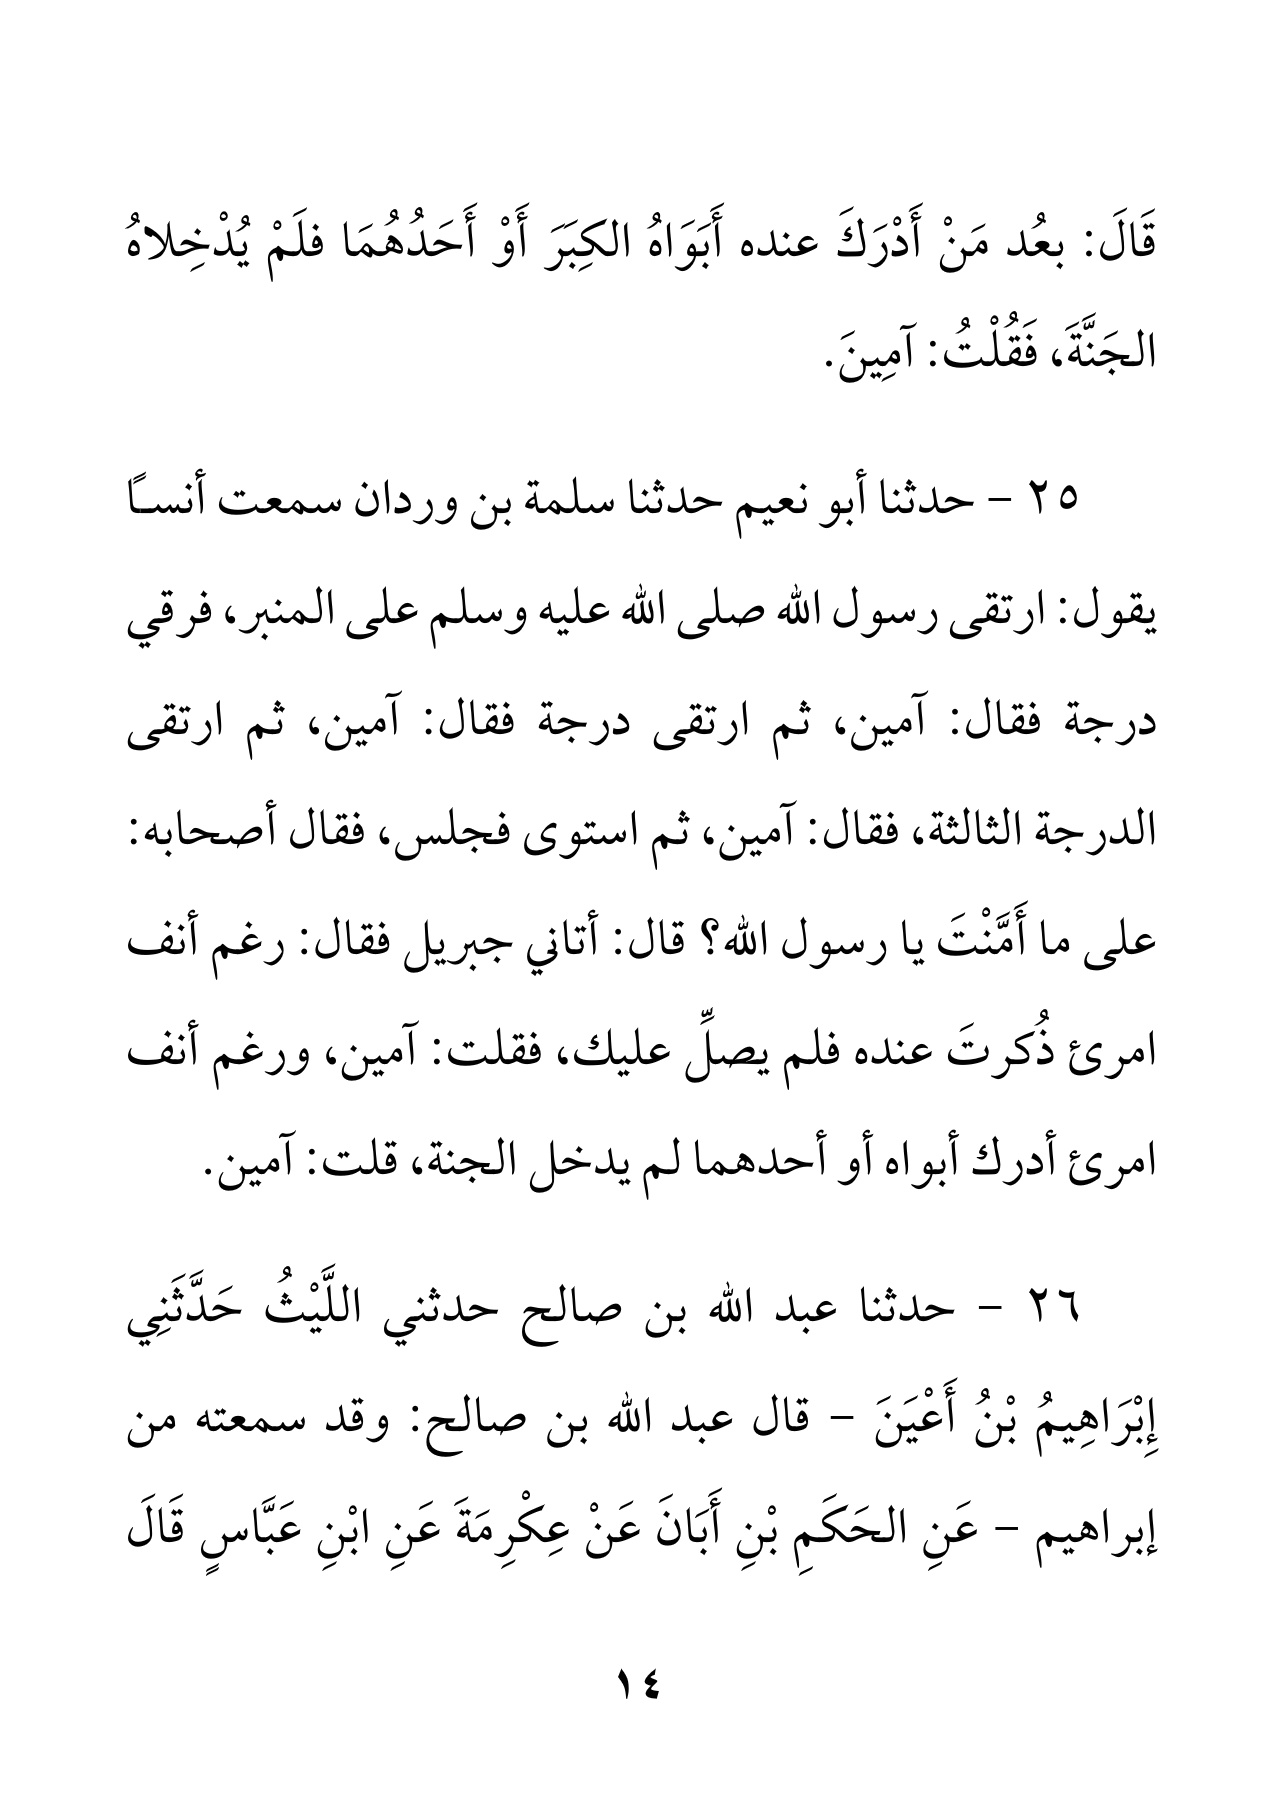 قَالَ: بعُد مَنْ أَدْرَكَ عنده أَبَوَاهُ الكِبَرَ أَوْ أَحَدُهُمَا فلَمْ يُدْخِلاهُ
الجَنَّةَ، فَقُلْتُ: آمِينَ.
٢٥ – حدثنا أبو نعيم حدثنا سلمة بن وردان سمعت أنسًا
يقول: ارتقى رسول الله صلى الله عليه وسلم على المنبر، فرقي
درجة فقال: آمين، ثم ارتقى درجة فقال: آمين، ثم ارتقى
الدرجة الثالثة، فقال: آمين، ثم استوى فجلس، فقال أصحابه:
على ما أَمَّنْتَ يا رسول الله؟ قال: أتاني جبريل فقال: رغم أنف
امرئ ذُكرتَ عنده فلم يصلِّ عليك، فقلت: آمين، ورغم أنف
امرئ أدرك أبواه أو أحدهما لم يدخل الجنة، قلت: آمين.
٢٦ – حدثنا عبد الله بن صالح حدثني اللَّيْثُ حَدَّثَنِي
إِبْرَاهِيمُ بْنُ أَعْيَنَ – قال عبد الله بن صالح: وقد سمعته من
إبراهيم – عَنِ الحَكَمِ بْنِ أَبَانَ عَنْ عِكْرِمَةَ عَنِ ابْنِ عَبَّاسٍ قَالَ
١٤